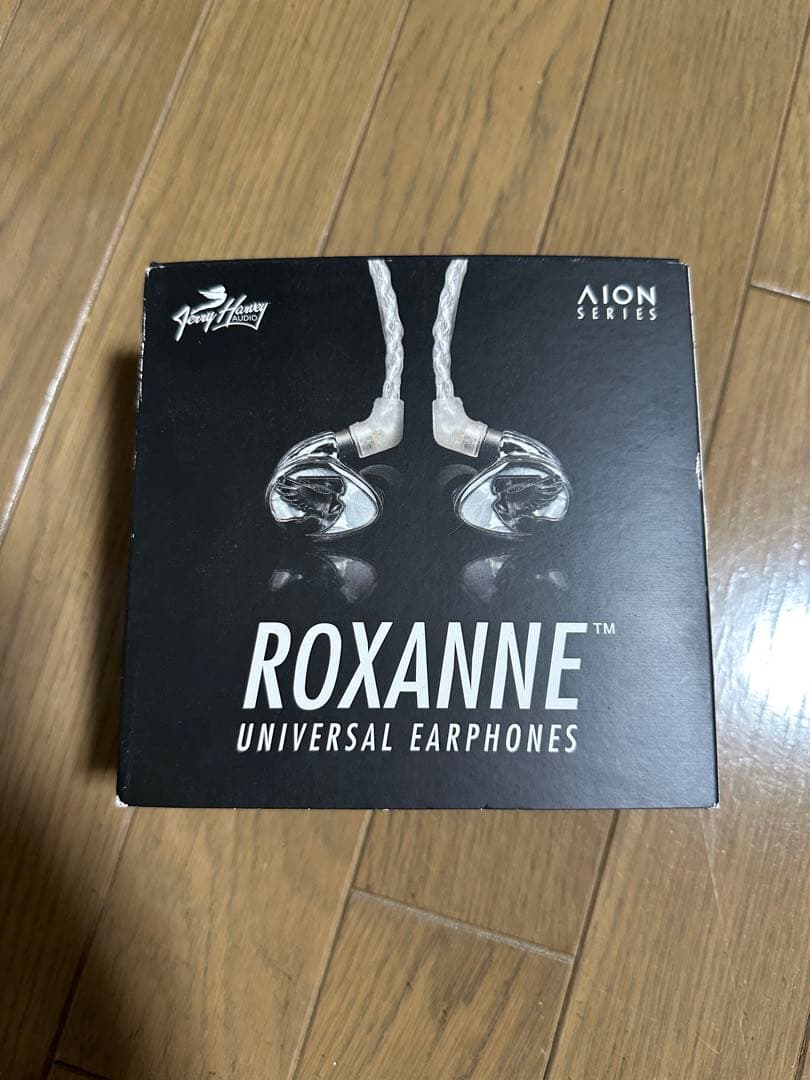 Jerry Harvey
AUDIO
AION
SERIES
ROXANNE™
UNIVERSAL EARPHONES